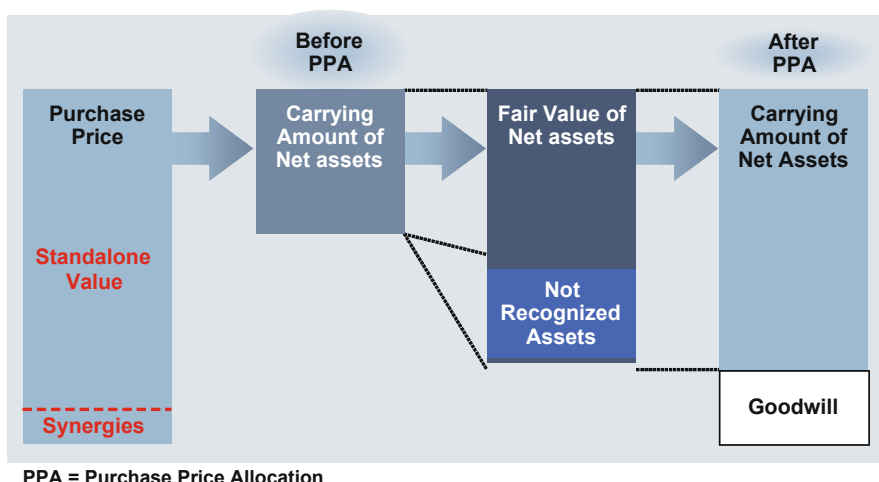 Before
PPA
After
PPA
Purchase
Price
Carrying
Amount of
Net assets
Fair Value of
Net assets
Carrying
Amount of
Net Assets
Standalone
Value
Not
Recognized
Assets
Goodwill
Synergies
PPA = Purchase Price Allocation